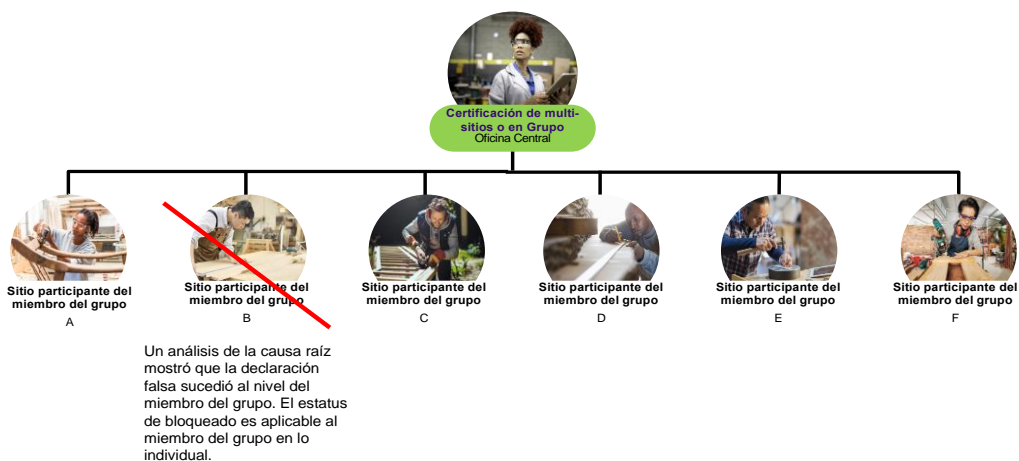 Certificación de multi-
sitios o en Grupo
Oficina Central
Sitio participante del
miembro del grupo
A
Sitio participante del
miembro del grupo
B
Sitio participante del
miembro del grupo
C
Sitio participante del
miembro del grupo
D
Sitio participante del
miembro del grupo
E
Sitio participante del
miembro del grupo
F
Un análisis de la causa raíz
mostró que la declaración
falsa sucedió al nivel del
miembro del grupo. El estatus
de bloqueado es aplicable al
miembro del grupo en lo
individual.